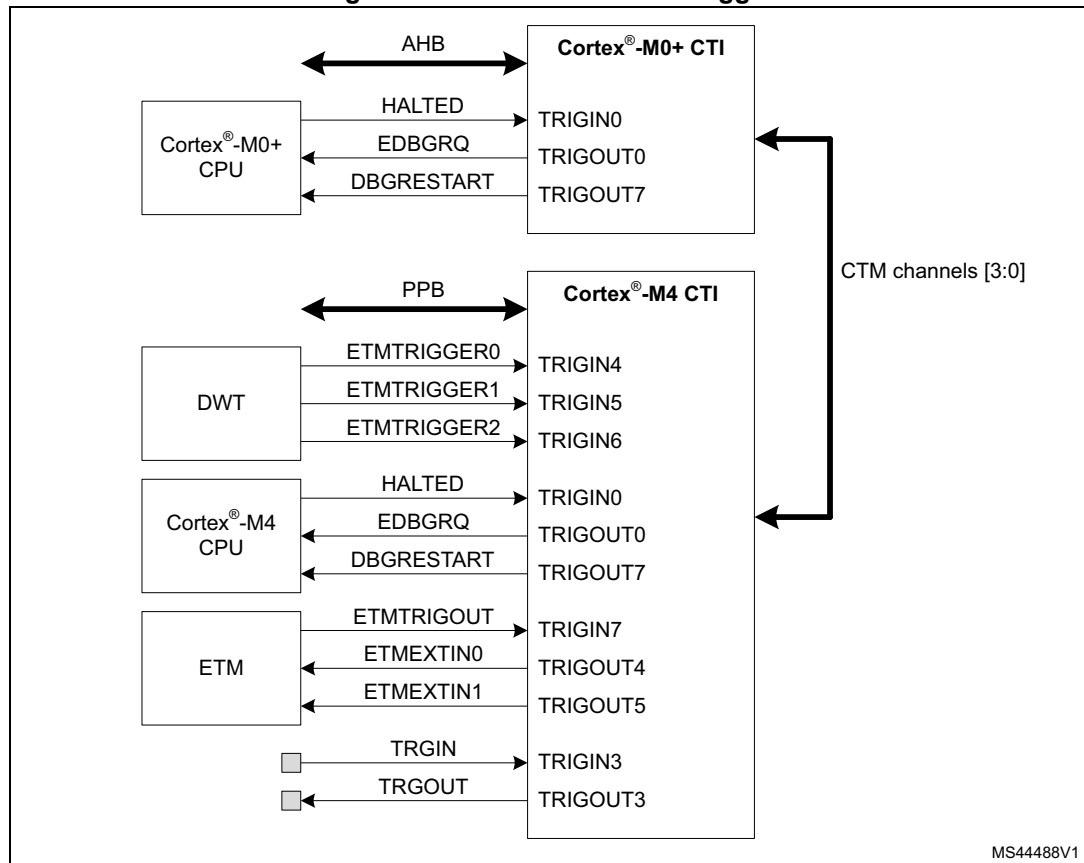 AHB
Cortex®-M0+ CTI
HALTED
TRIGIN0
Cortex®-M0+
CPU
EDBGRQ
TRIGOUT0
DBGRESTART
TRIGOUT7
CTM channels [3:0]
PPB
Cortex®-M4 CTI
ETMTRIGGER0
TRIGIN4
DWT
ETMTRIGGER1
TRIGIN5
ETMTRIGGER2
TRIGIN6
HALTED
TRIGIN0
Cortex®-M4
CPU
EDBGRQ
TRIGOUT0
DBGRESTART
TRIGOUT7
ETMTRIGOUT
TRIGIN7
ETM
ETMEXTIN0
TRIGOUT4
ETMEXTIN1
TRIGOUT5
TRGIN
TRIGIN3
TRGOUT
TRIGOUT3
MS44488V1